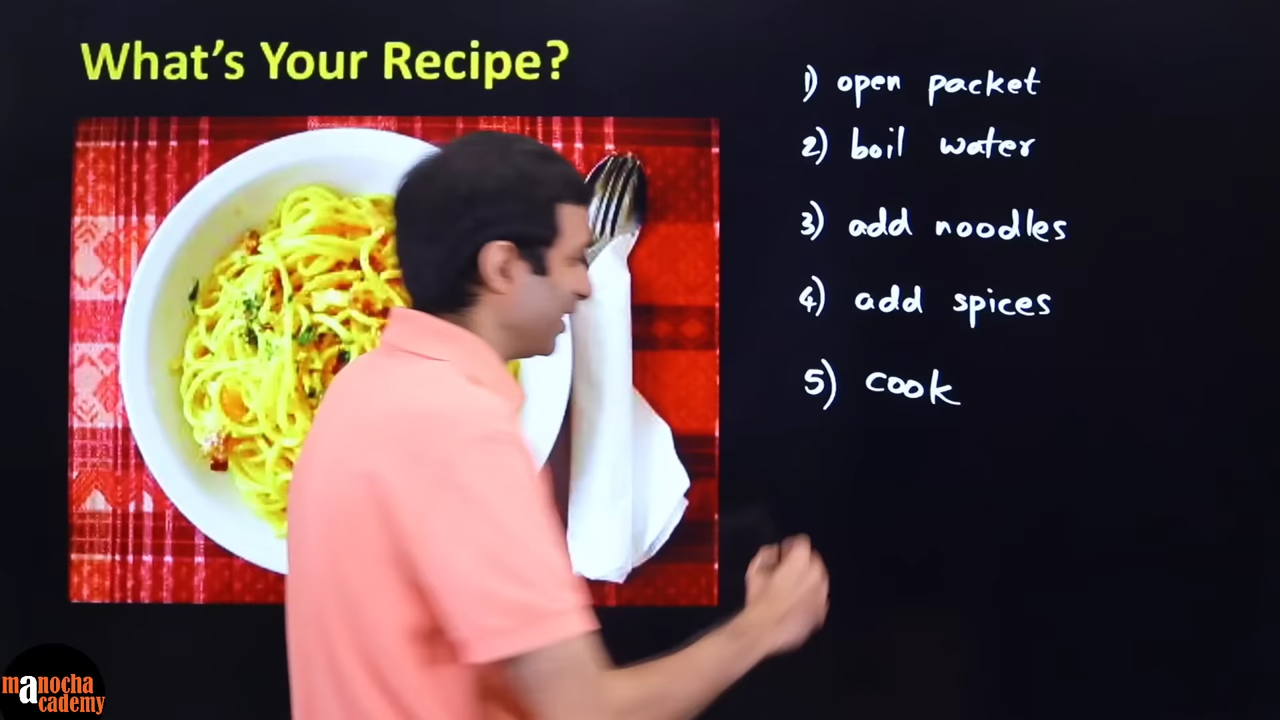 What's Your Recipe?
1) open packet
2) boil water
3) add noodles
4) add spices
5) cook
manocha
academy